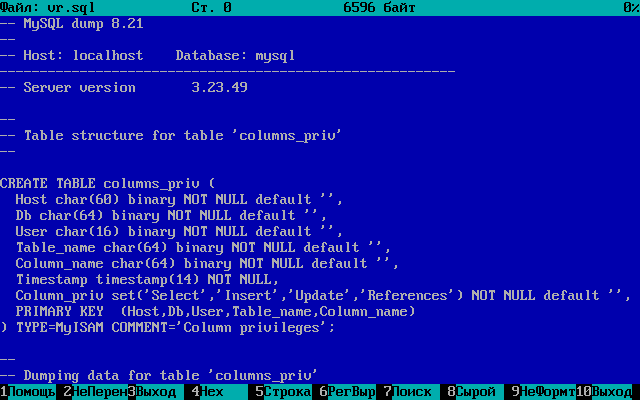 Файл: vr.sql Ст. 0 6596 байт 0%
-- MySQL dump 8.21
--
-- Host: localhost    Database: mysql
---------------------------------------------------------
-- Server version       3.23.49

--
-- Table structure for table 'columns_priv'
--

CREATE TABLE columns_priv (
  Host char(60) binary NOT NULL default '',
  Db char(64) binary NOT NULL default '',
  User char(16) binary NOT NULL default '',
  Table_name char(64) binary NOT NULL default '',
  Column_name char(64) binary NOT NULL default '',
  Timestamp timestamp(14) NOT NULL,
  Column_priv set('Select','Insert','Update','References') NOT NULL default '',
  PRIMARY KEY  (Host,Db,User,Table_name,Column_name)
) TYPE=MyISAM COMMENT='Column privileges';

--
-- Dumping data for table 'columns_priv'
1Помощь 2НеПерен3Выход  4Hex    5Строка 6РегВыр 7Поиск  8Сырой  9НеФормт10Выход